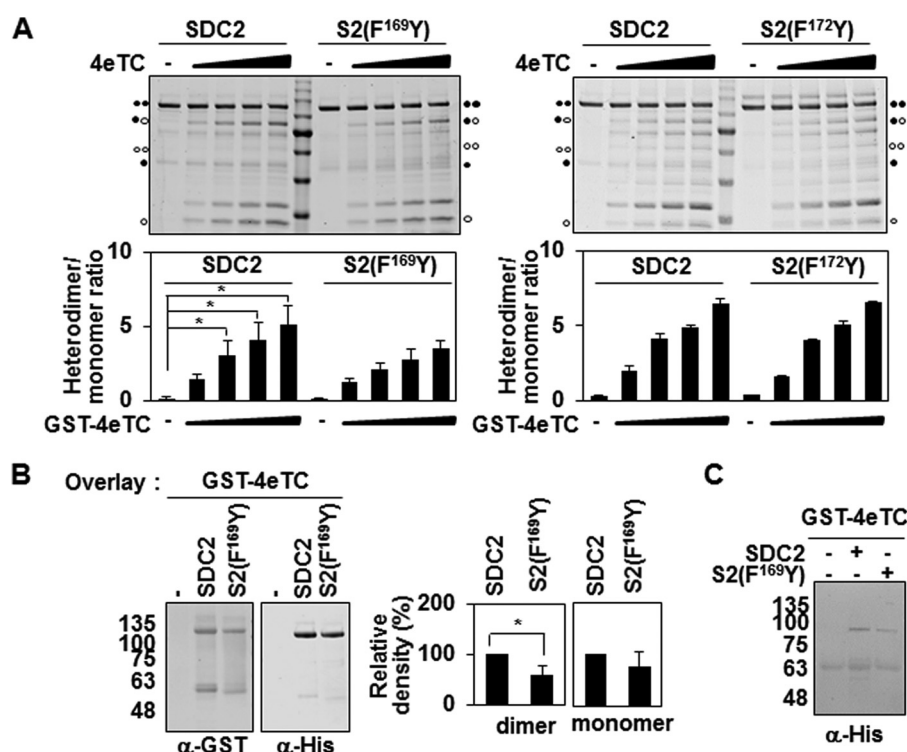 A
SDC2 S2(F¹⁶⁹Y) SDC2 S2(F¹⁷²Y)
4eTC - 4eTC -
Heterodimer/
monomer ratio
10
5
0
SDC2 S2(F¹⁶⁹Y)
* * *
GST-4eTC - -
Heterodimer/
monomer ratio
10
5
0
SDC2 S2(F¹⁷²Y)
GST-4eTC - -
B
Overlay : GST-4eTC
- SDC2 S2(F¹⁶⁹Y) - SDC2 S2(F¹⁶⁹Y)
135
100
75
63
48
α-GST α-His
SDC2 S2(F¹⁶⁹Y) SDC2 S2(F¹⁶⁹Y)
Relative
density (%)
200
100
0
*
dimer monomer
C
GST-4eTC
SDC2 - + -
S2(F¹⁶⁹Y) - - +
135
100
75
63
48
α-His